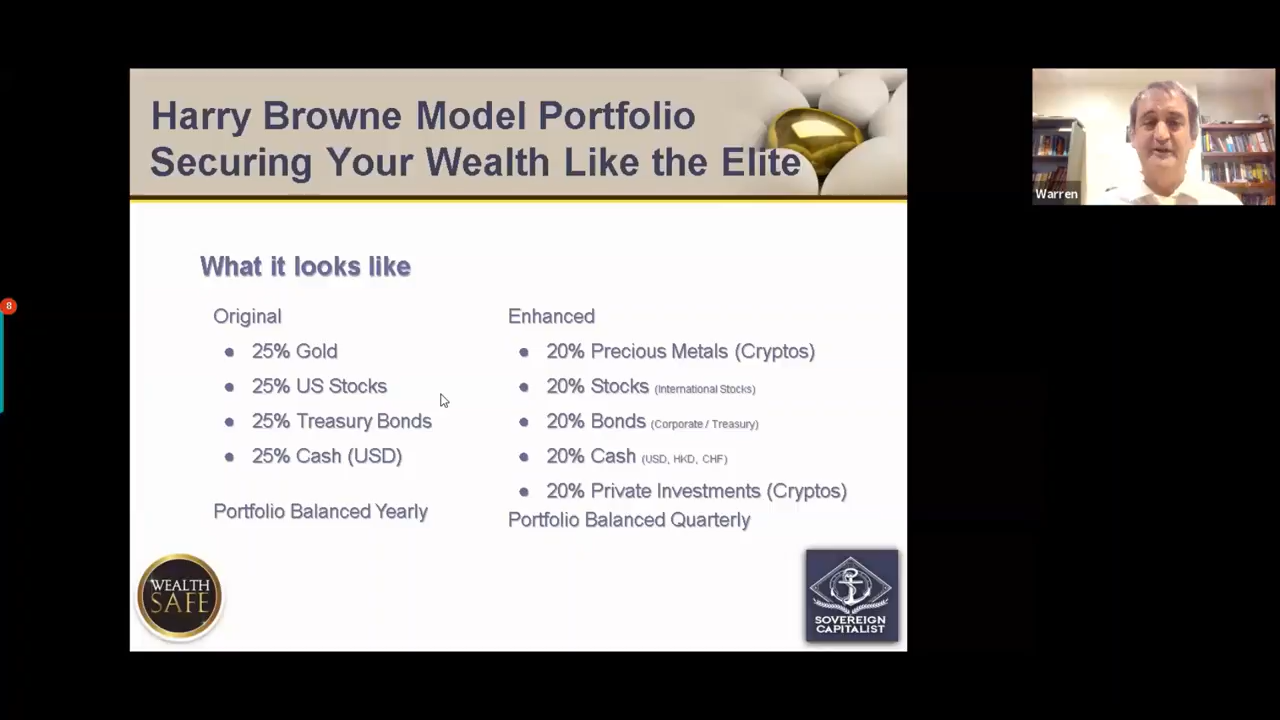 Harry Browne Model Portfolio
Securing Your Wealth Like the Elite
Warren
What it looks like
8
Original
● 25% Gold
● 25% US Stocks
● 25% Treasury Bonds
● 25% Cash (USD)
Portfolio Balanced Yearly
Enhanced
● 20% Precious Metals (Cryptos)
● 20% Stocks (International Stocks)
● 20% Bonds (Corporate / Treasury)
● 20% Cash (USD, HKD, CHF)
● 20% Private Investments (Cryptos)
Portfolio Balanced Quarterly
WEALTH
SAFE
SOVEREIGN
CAPITALIST